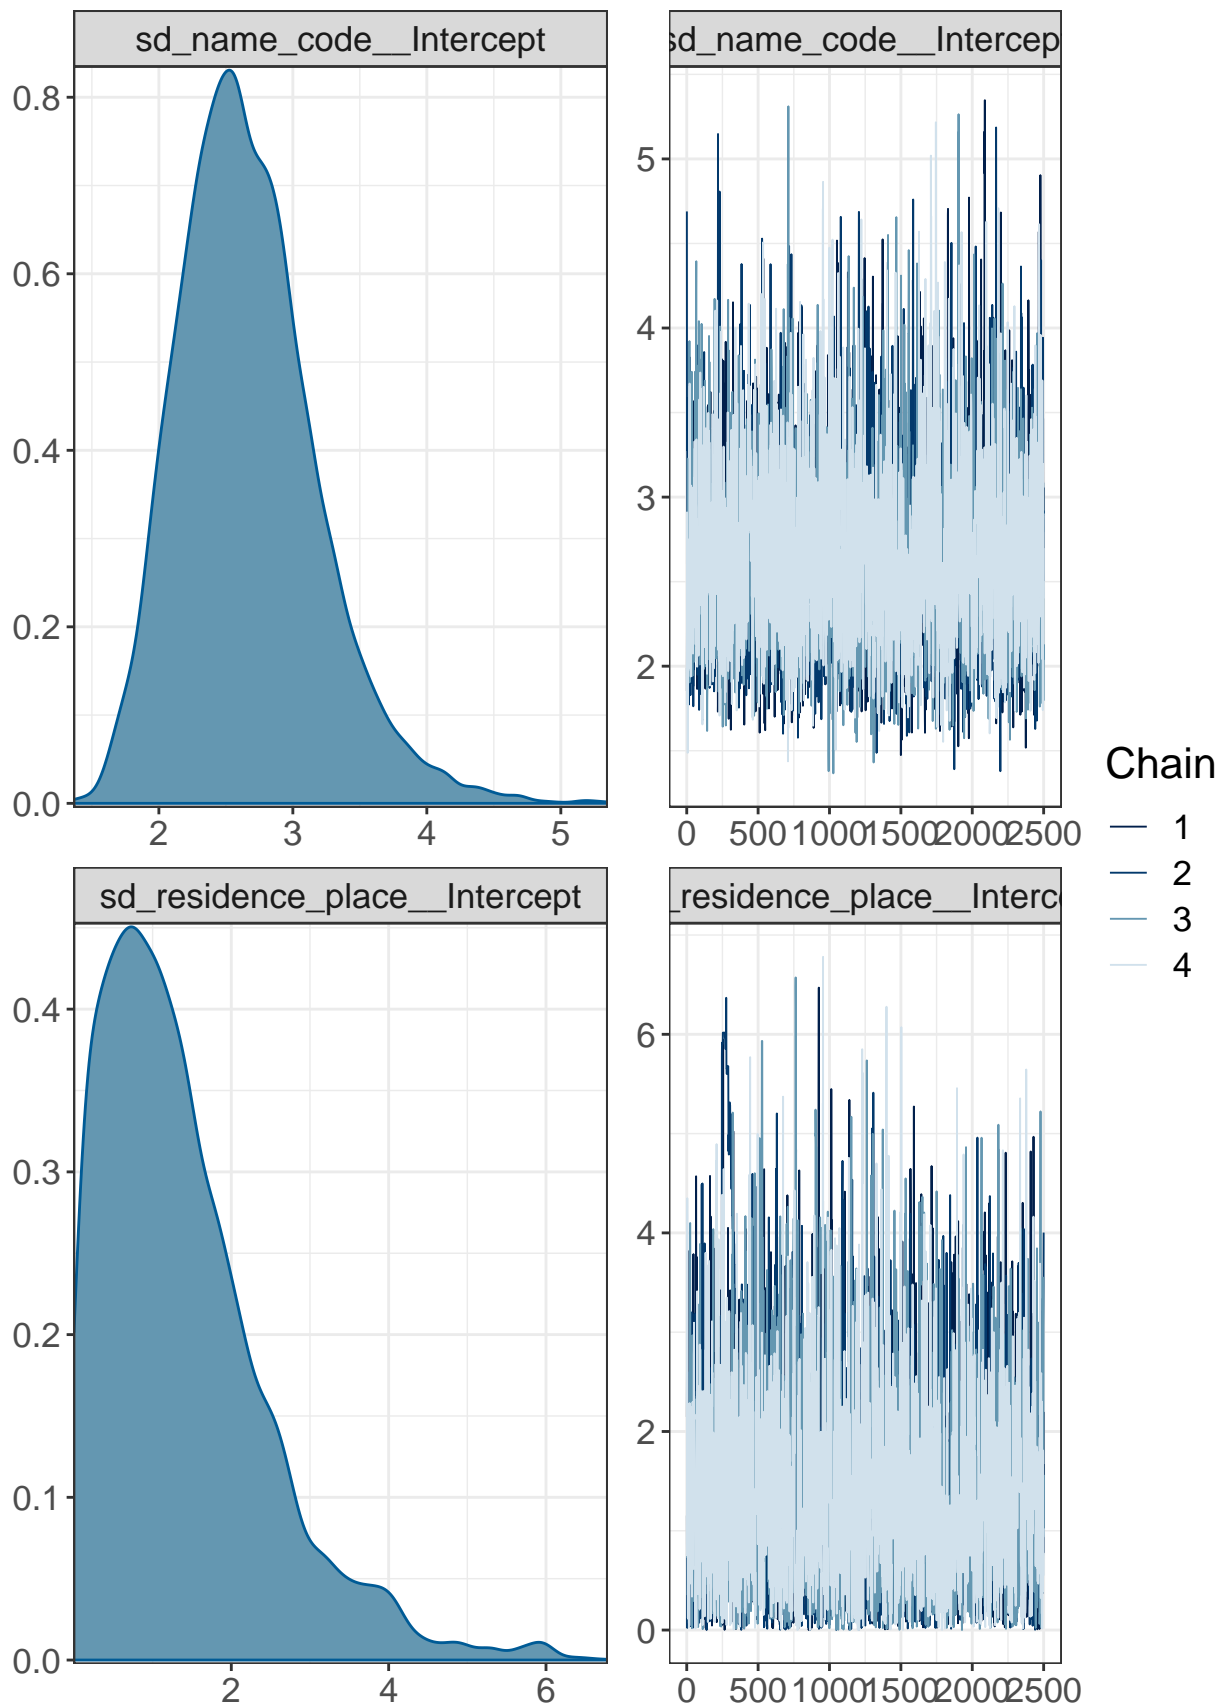 sd_name_code__Intercept
sd_name_code__Intercep
0.8
0.6
0.4
0.2
0.0
2 3 4 5
5
4
3
2
0 500 1000 1500 2000 2500
Chain
1
2
3
4
sd_residence_place__Intercept
_residence_place__Interc
0.4
0.3
0.2
0.1
0.0
2 4 6
6
4
2
0
0 500 1000 1500 2000 2500